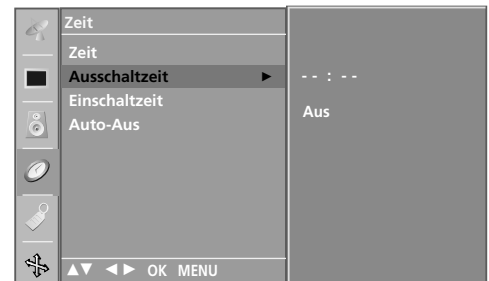 Zeit
Zeit
Ausschaltzeit ►
Einschaltzeit
Auto-Aus
▲▼ ◄► OK MENU
- - : - -
Aus